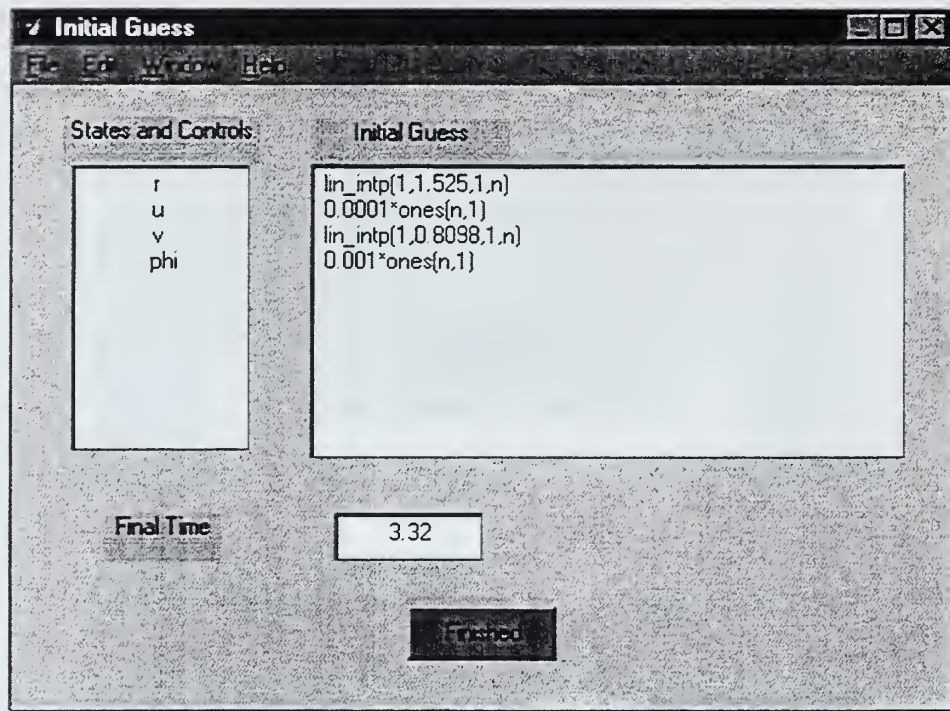 Initial Guess
File Edit Window Help
States and Controls
Initial Guess
r
u
v
phi
lin_intp(1,1.525,1,n)
0.0001*ones(n,1)
lin_intp(1,0.8098,1,n)
0.001*ones(n,1)
Final Time
3.32
Finished